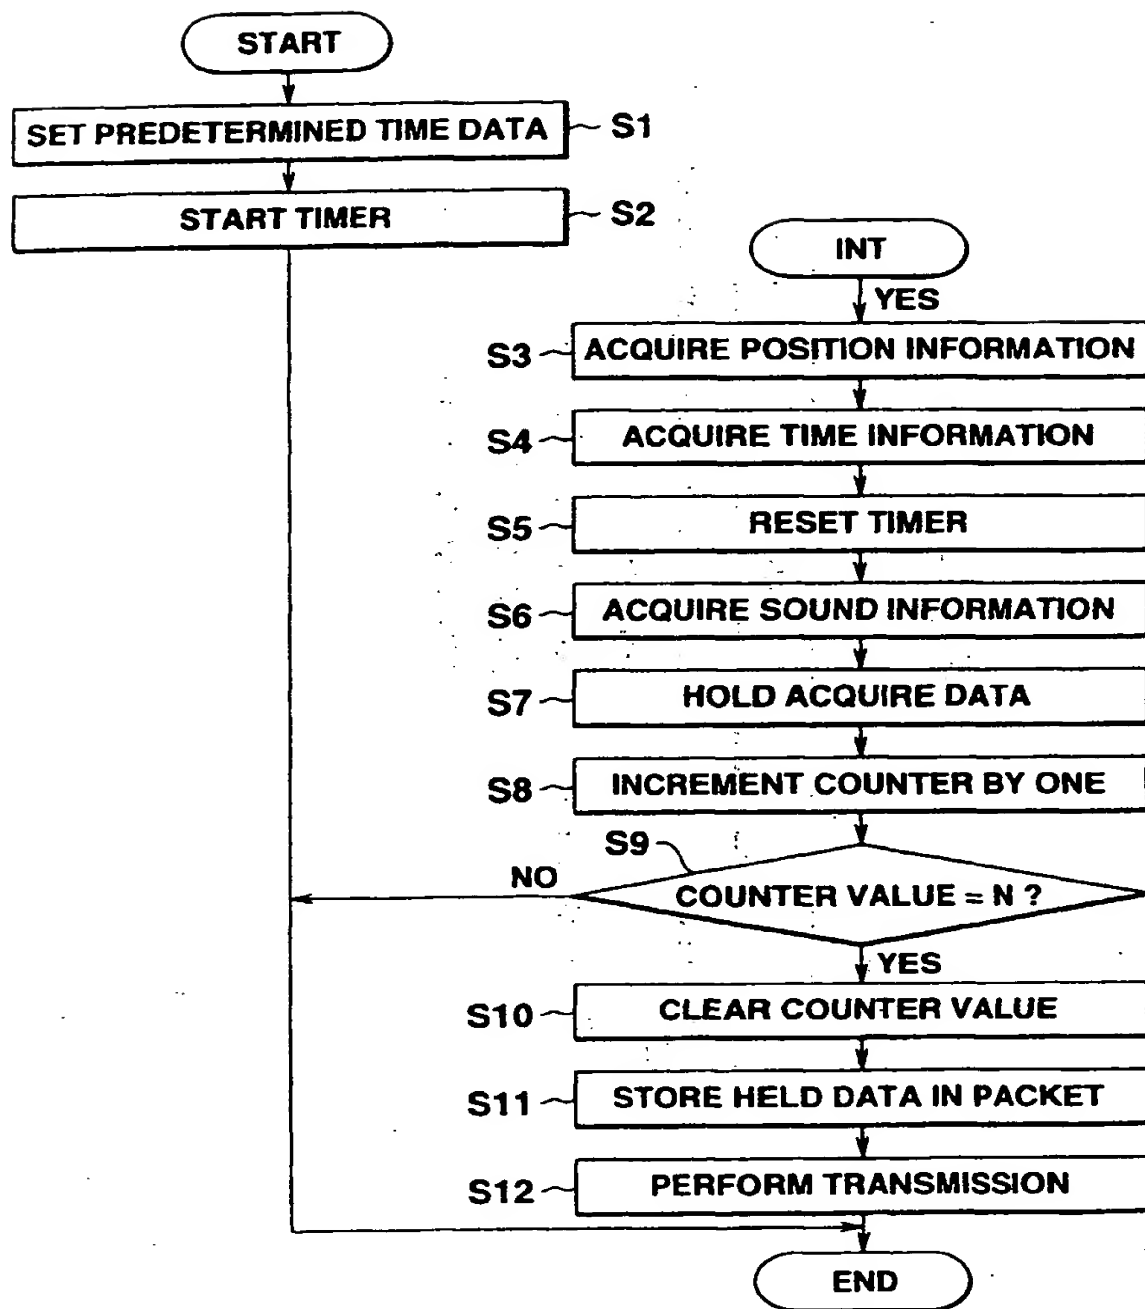 START
SET PREDETERMINED TIME DATA
S1
START TIMER
S2
INT
YES
S3
ACQUIRE POSITION INFORMATION
S4
ACQUIRE TIME INFORMATION
S5
RESET TIMER
S6
ACQUIRE SOUND INFORMATION
S7
HOLD ACQUIRE DATA
S8
INCREMENT COUNTER BY ONE
S9
NO
COUNTER VALUE = N ?
YES
S10
CLEAR COUNTER VALUE
S11
STORE HELD DATA IN PACKET
S12
PERFORM TRANSMISSION
END